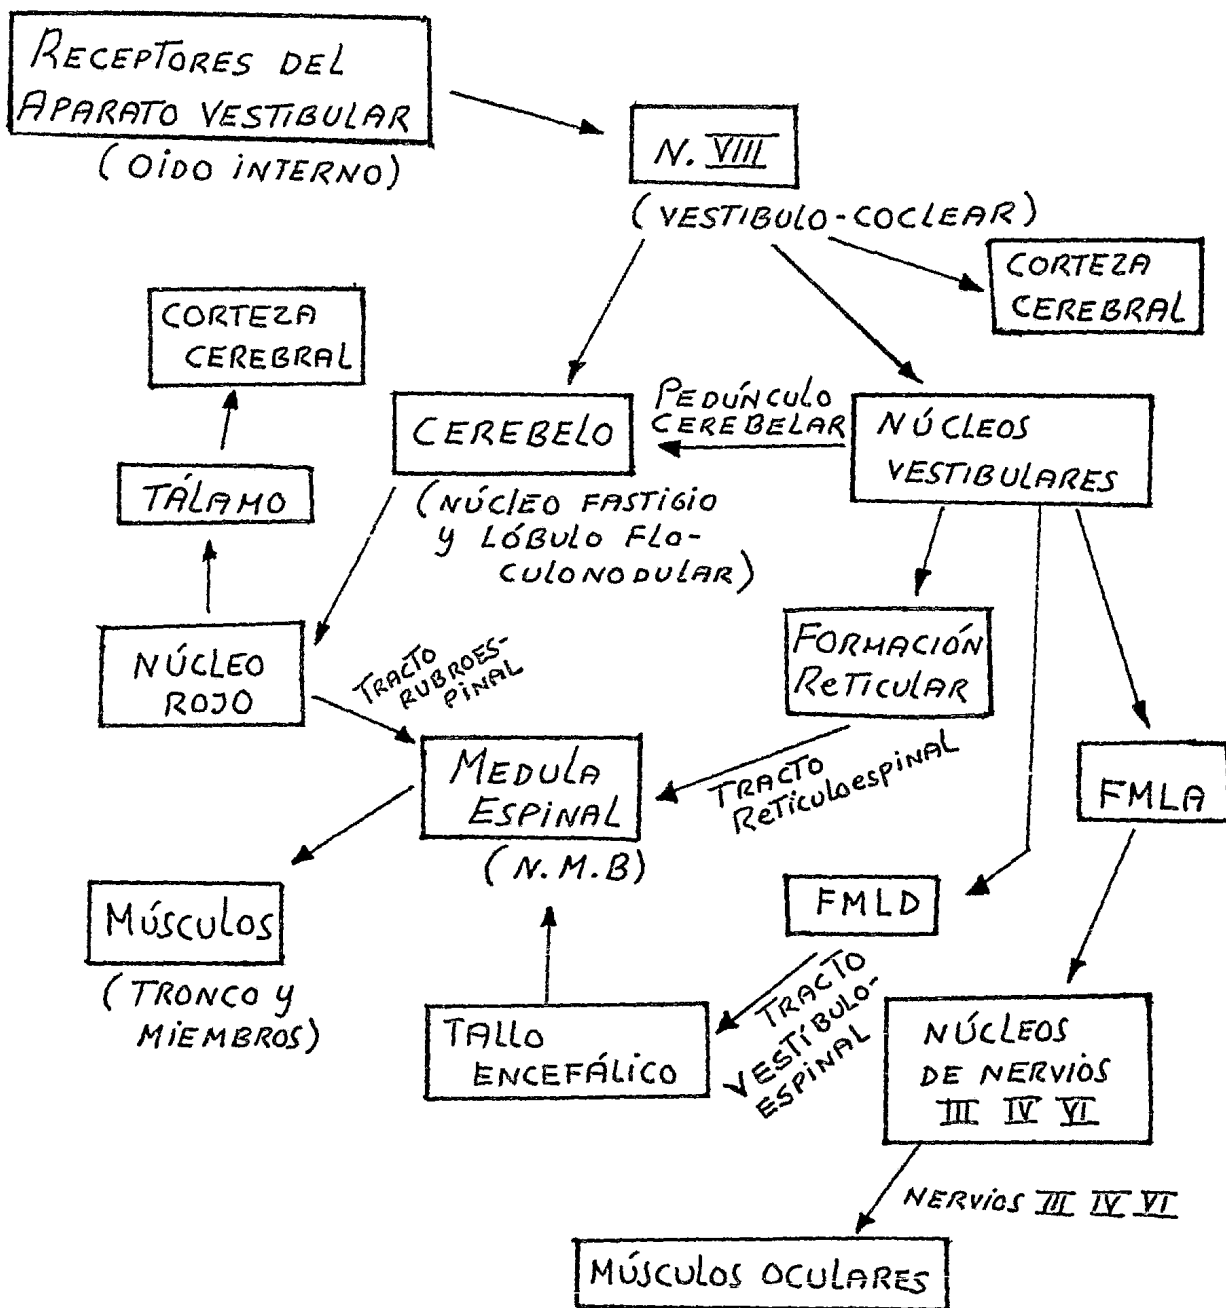 RECEPTORES DEL
APARATO VESTIBULAR
(OÍDO INTERNO)
N. VIII
(VESTIBULO-COCLEAR)
CORTEZA
CEREBRAL
CORTEZA
CEREBRAL
CEREBELO
PEDÚNCULO
CEREBELAR
NÚCLEOS
VESTIBULARES
TÁLAMO
(NÚCLEO FASTIGIO
y LÓBULO FLO-
CULONODULAR)
NÚCLEO
ROJO
TRACTO
RUBROES-
PINAL
FORMACIÓN
RETICULAR
MEDULA
ESPINAL
(N.M.B)
TRACTO
RETÍCULOESPINAL
FMLA
MÚSCULOS
(TRONCO y
MIEMBROS)
FMLD
TALLO
ENCEFÁLICO
TRACTO
VESTÍBULO-
ESPINAL
NÚCLEOS
DE NERVIOS
III IV VI
NERVIOS III IV VI
MÚSCULOS OCULARES